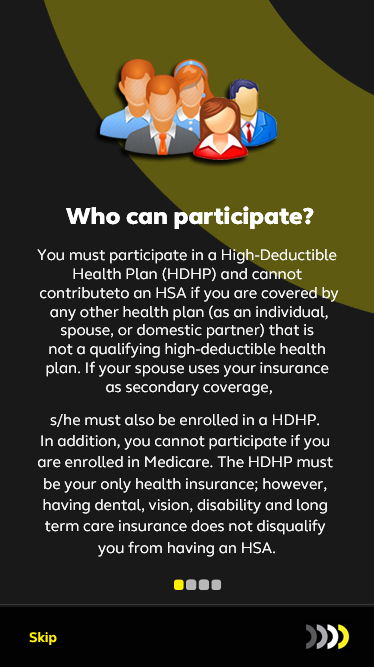 Who can participate?
You must participate in a High-Deductible
Health Plan (HDHP) and cannot
contributeto an HSA if you are covered by
any other health plan (as an individual,
spouse, or domestic partner) that is
not a qualifying high-deductible health
plan. If your spouse uses your insurance
as secondary coverage,
s/he must also be enrolled in a HDHP.
In addition, you cannot participate if you
are enrolled in Medicare. The HDHP must
be your only health insurance; however,
having dental, vision, disability and long
term care insurance does not disqualify
you from having an HSA.
Skip